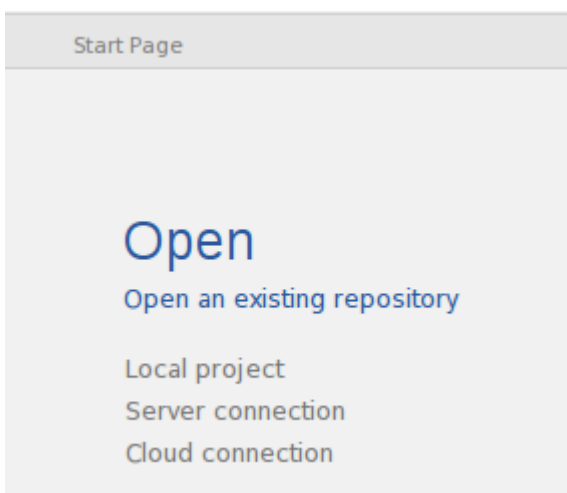 Start Page
Open
Open an existing repository
Local project
Server connection
Cloud connection